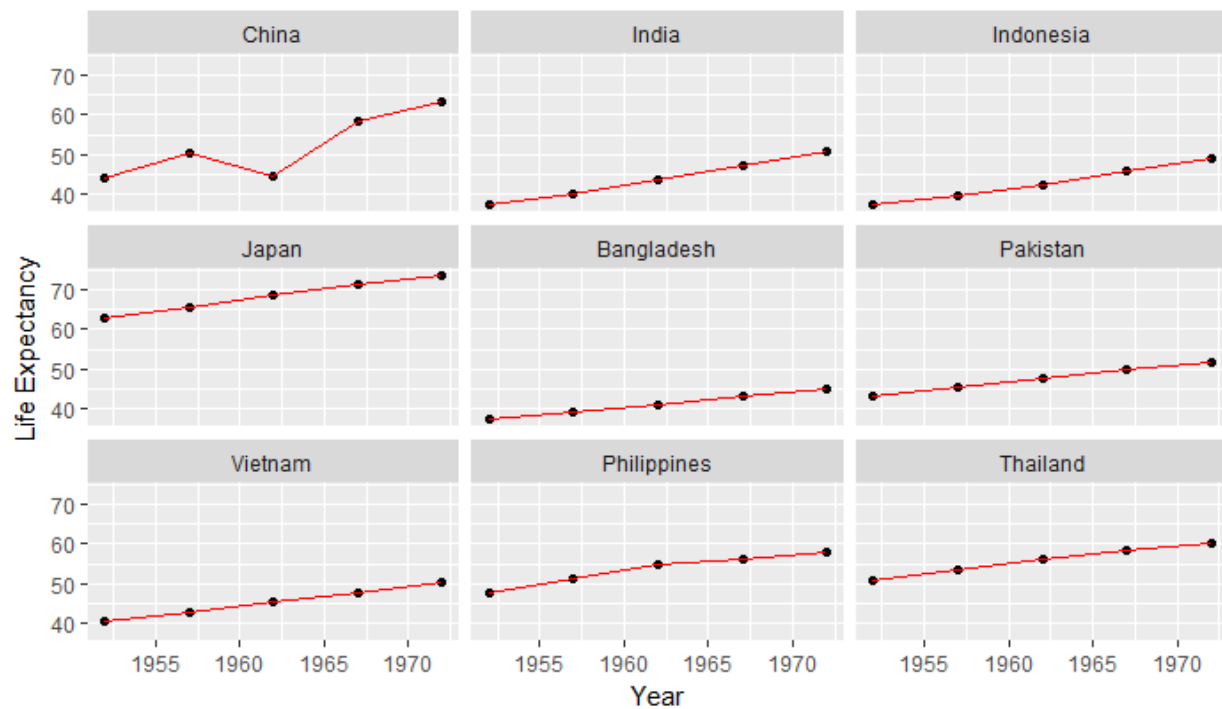 China India Indonesia
70
60
50
40
Japan Bangladesh Pakistan
70
60
50
40
Life Expectancy
Vietnam Philippines Thailand
70
60
50
40
1955 1960 1965 1970 1955 1960 1965 1970 1955 1960 1965 1970
Year